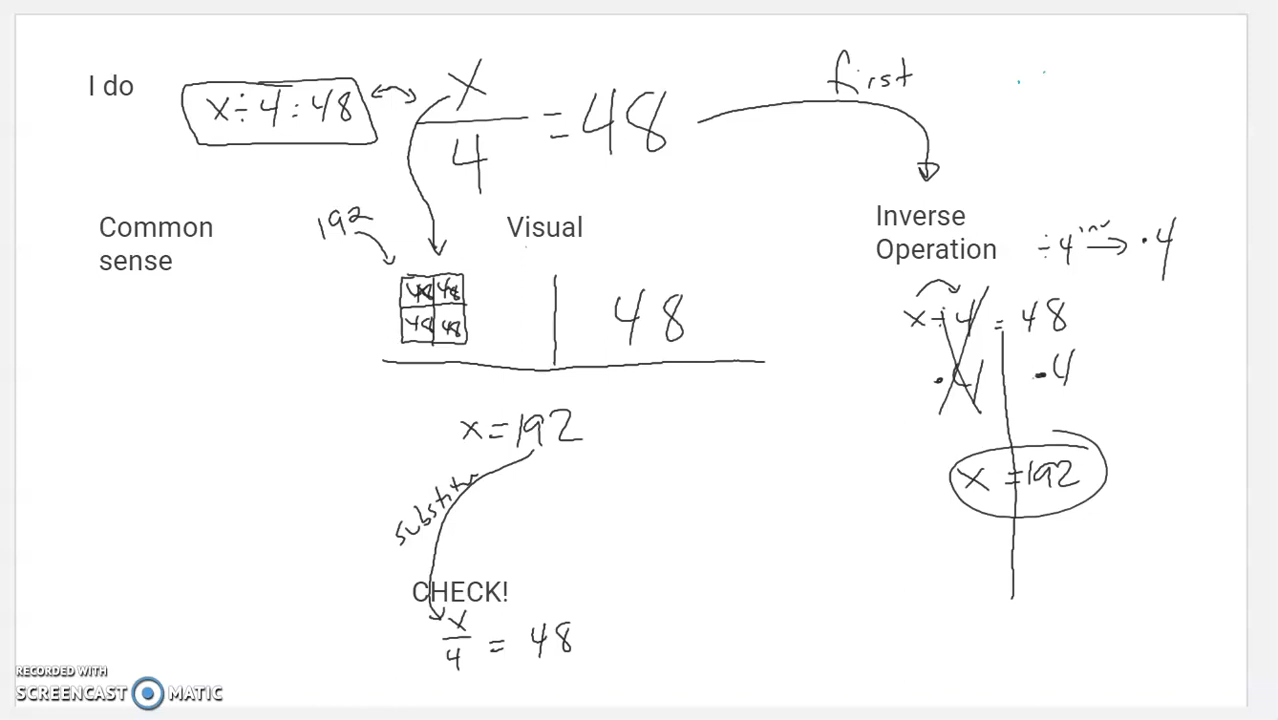 I do
x÷4=48
x
4
=48
first
Common
sense
192
Visual
Inverse
Operation
÷4 inv → ·4
48 48
48 48
48
x÷4 = 48
·4 ·4
x=192
x=192
CHECK!
x
4
= 48
RECORDED WITH
SCREENCAST MATIC